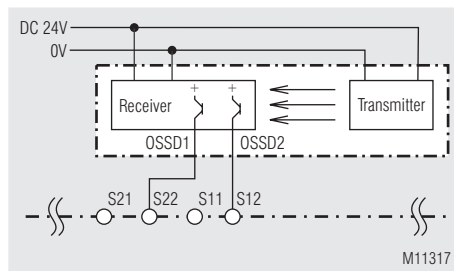 DC 24V
0V
+ +
Receiver
Transmitter
OSSD1 OSSD2
S21 S22 S11 S12
M11317